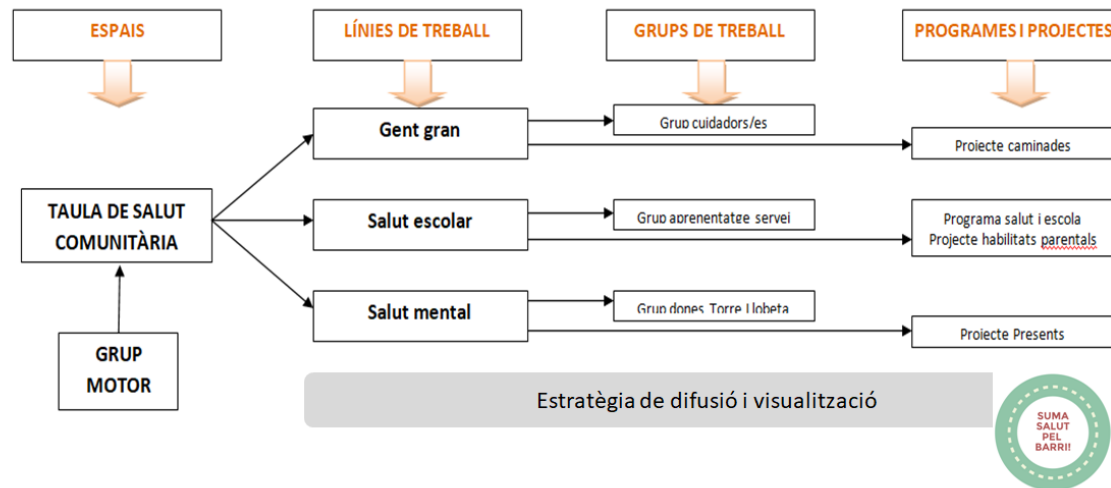 ESPAIS
LÍNIES DE TREBALL
GRUPS DE TREBALL
PROGRAMES I PROJECTES
Gent gran
Grup cuidadors/es
Projecte caminades
TAULA DE SALUT
COMUNITÀRIA
Salut escolar
Grup aprenentatge servei
Programa salut i escola
Projecte habilitats parentals
Salut mental
Grup dones Torre Llobeta
Projecte Presents
GRUP
MOTOR
Estratègia de difusió i visualització
SUMA
SALUT
PEL
BARRI!